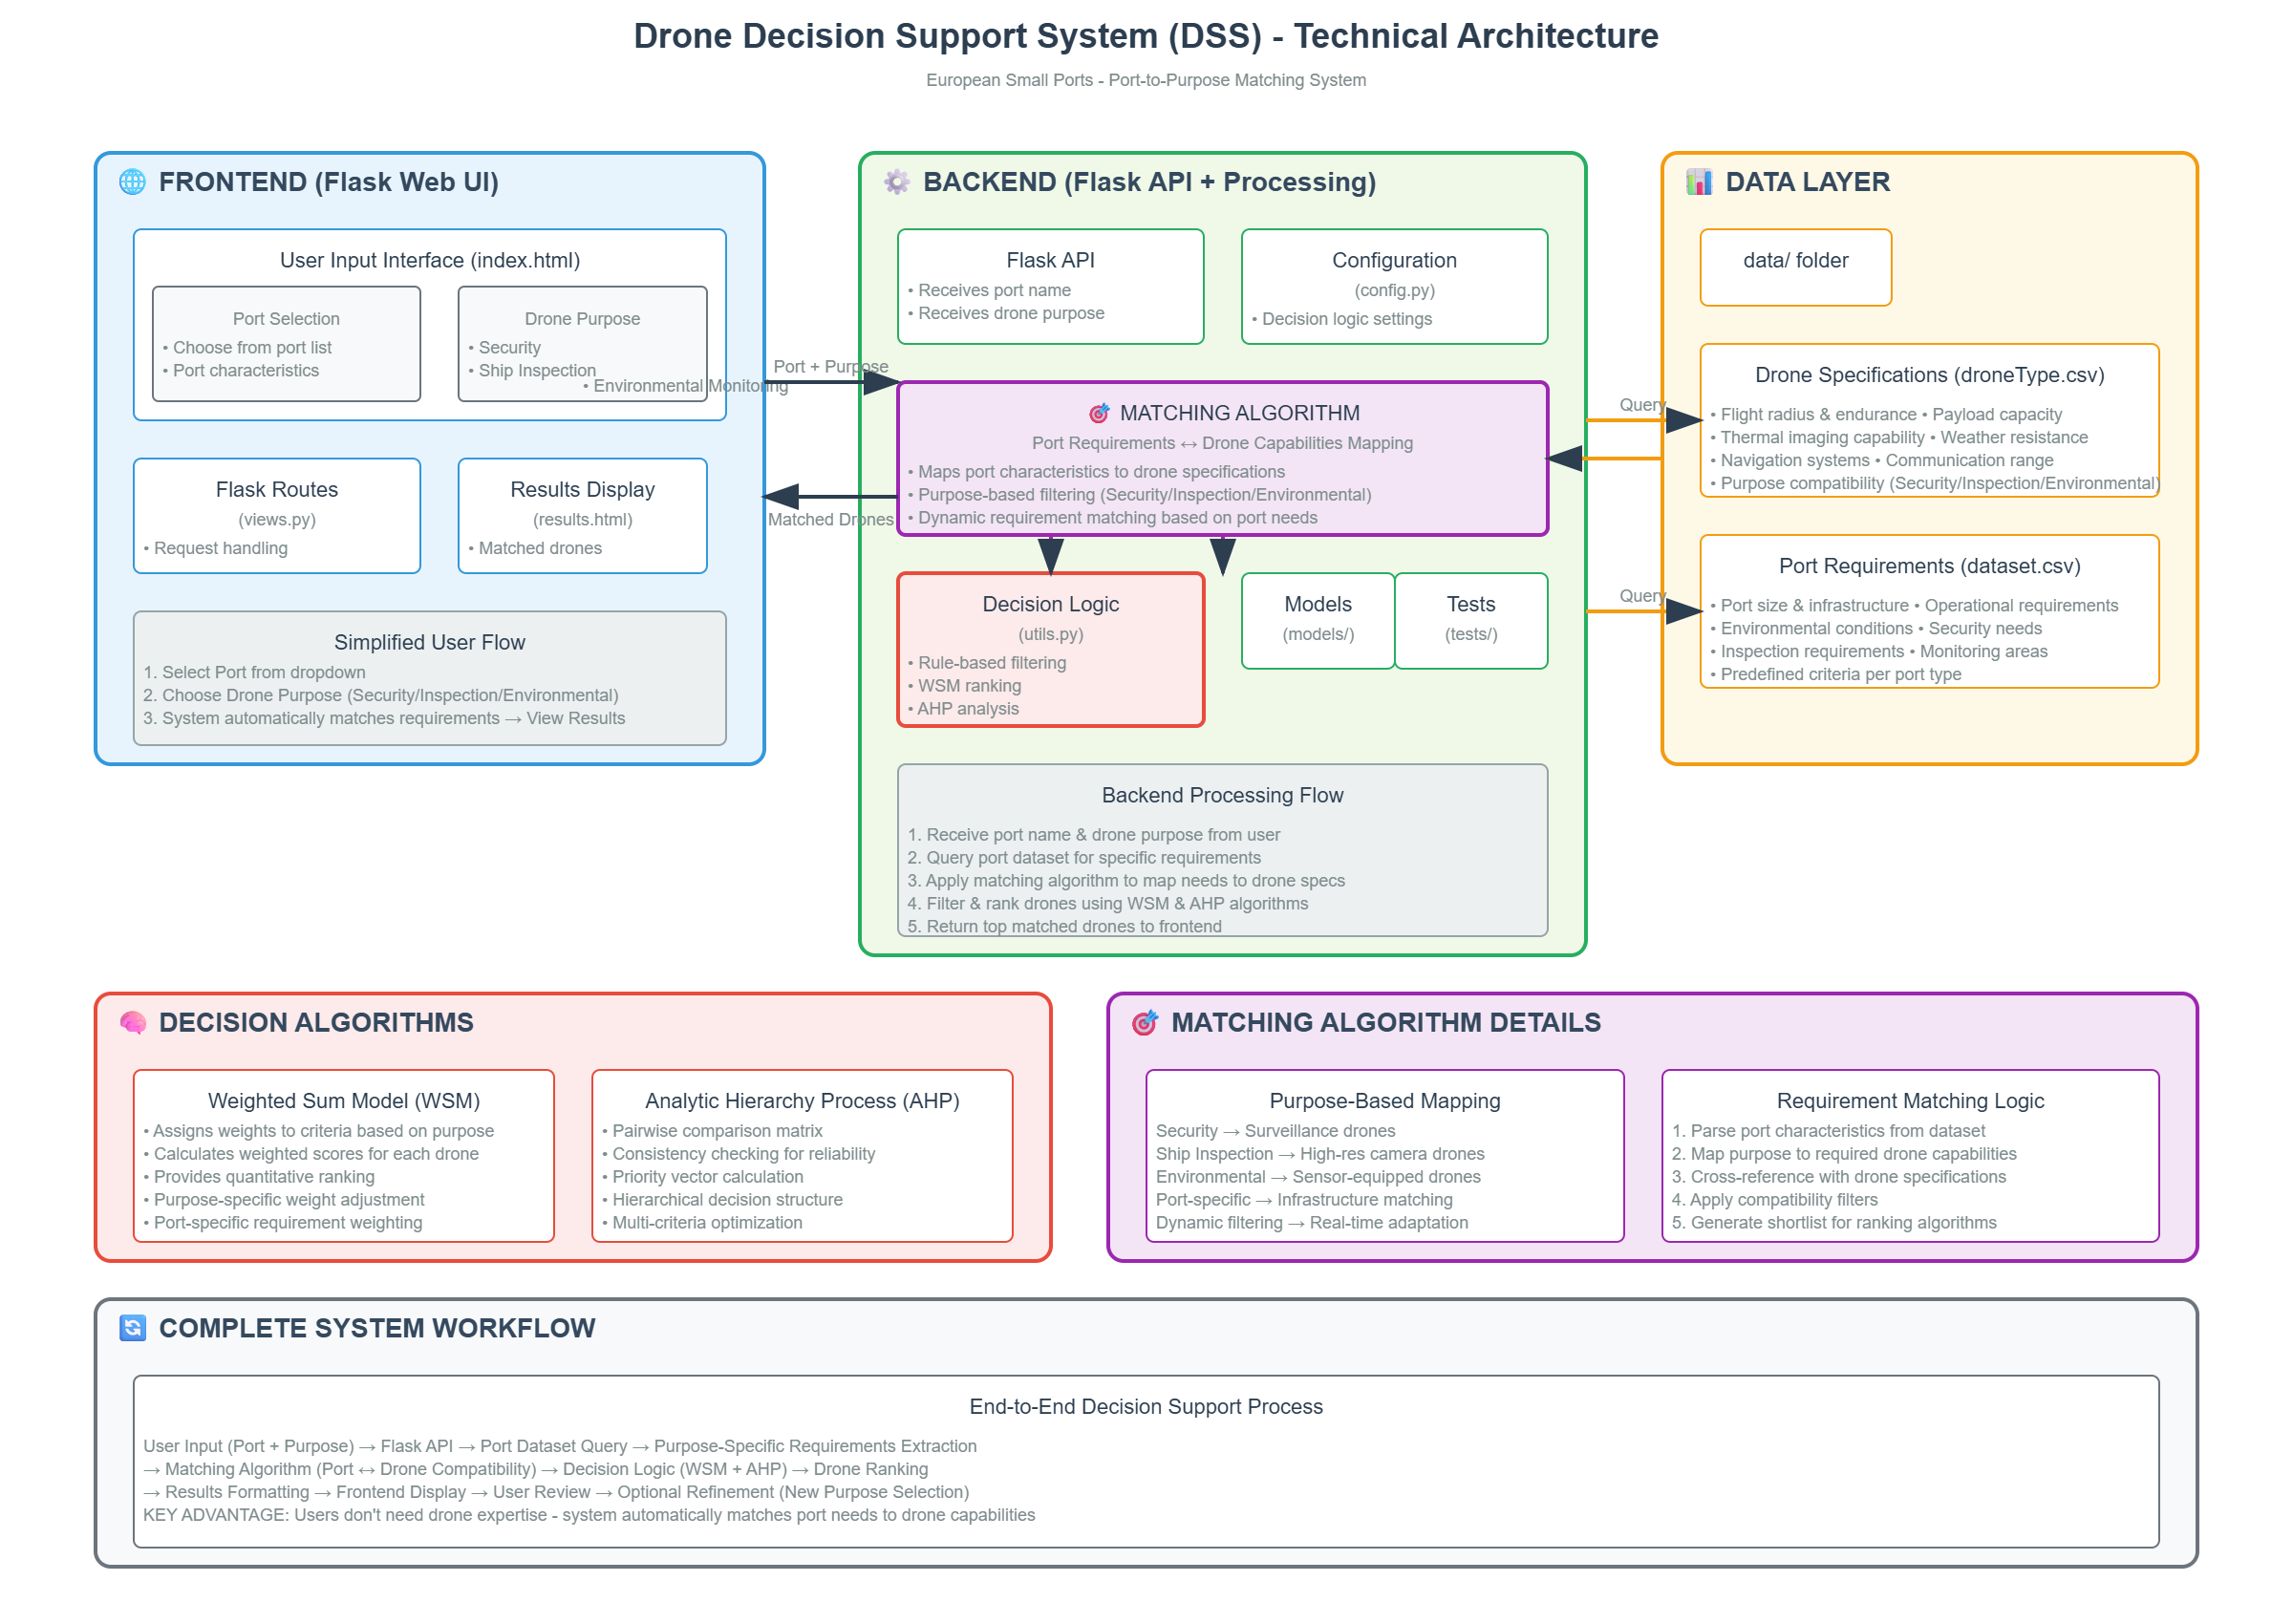 Drone Decision Support System (DSS) - Technical Architecture
European Small Ports - Port-to-Purpose Matching System
FRONTEND (Flask Web UI)
User Input Interface (index.html)
Port Selection
• Choose from port list
• Port characteristics
Drone Purpose
• Security
• Ship Inspection
• Environmental Monitoring
Flask Routes
(views.py)
• Request handling
Results Display
(results.html)
• Matched drones
Simplified User Flow
1. Select Port from dropdown
2. Choose Drone Purpose (Security/Inspection/Environmental)
3. System automatically matches requirements → View Results
Port + Purpose
Matched Drones
BACKEND (Flask API + Processing)
Flask API
• Receives port name
• Receives drone purpose
Configuration
(config.py)
• Decision logic settings
MATCHING ALGORITHM
Port Requirements ↔ Drone Capabilities Mapping
• Maps port characteristics to drone specifications
• Purpose-based filtering (Security/Inspection/Environmental)
• Dynamic requirement matching based on port needs
Decision Logic
(utils.py)
• Rule-based filtering
• WSM ranking
• AHP analysis
Models
(models/)
Tests
(tests/)
Backend Processing Flow
1. Receive port name & drone purpose from user
2. Query port dataset for specific requirements
3. Apply matching algorithm to map needs to drone specs
4. Filter & rank drones using WSM & AHP algorithms
5. Return top matched drones to frontend
Query
Query
DATA LAYER
data/ folder
Drone Specifications (droneType.csv)
• Flight radius & endurance • Payload capacity
• Thermal imaging capability • Weather resistance
• Navigation systems • Communication range
• Purpose compatibility (Security/Inspection/Environmental)
Port Requirements (dataset.csv)
• Port size & infrastructure • Operational requirements
• Environmental conditions • Security needs
• Inspection requirements • Monitoring areas
• Predefined criteria per port type
DECISION ALGORITHMS
Weighted Sum Model (WSM)
• Assigns weights to criteria based on purpose
• Calculates weighted scores for each drone
• Provides quantitative ranking
• Purpose-specific weight adjustment
• Port-specific requirement weighting
Analytic Hierarchy Process (AHP)
• Pairwise comparison matrix
• Consistency checking for reliability
• Priority vector calculation
• Hierarchical decision structure
• Multi-criteria optimization
MATCHING ALGORITHM DETAILS
Purpose-Based Mapping
Security → Surveillance drones
Ship Inspection → High-res camera drones
Environmental → Sensor-equipped drones
Port-specific → Infrastructure matching
Dynamic filtering → Real-time adaptation
Requirement Matching Logic
1. Parse port characteristics from dataset
2. Map purpose to required drone capabilities
3. Cross-reference with drone specifications
4. Apply compatibility filters
5. Generate shortlist for ranking algorithms
COMPLETE SYSTEM WORKFLOW
End-to-End Decision Support Process
User Input (Port + Purpose) → Flask API → Port Dataset Query → Purpose-Specific Requirements Extraction
→ Matching Algorithm (Port ↔ Drone Compatibility) → Decision Logic (WSM + AHP) → Drone Ranking
→ Results Formatting → Frontend Display → User Review → Optional Refinement (New Purpose Selection)
KEY ADVANTAGE: Users don't need drone expertise - system automatically matches port needs to drone capabilities